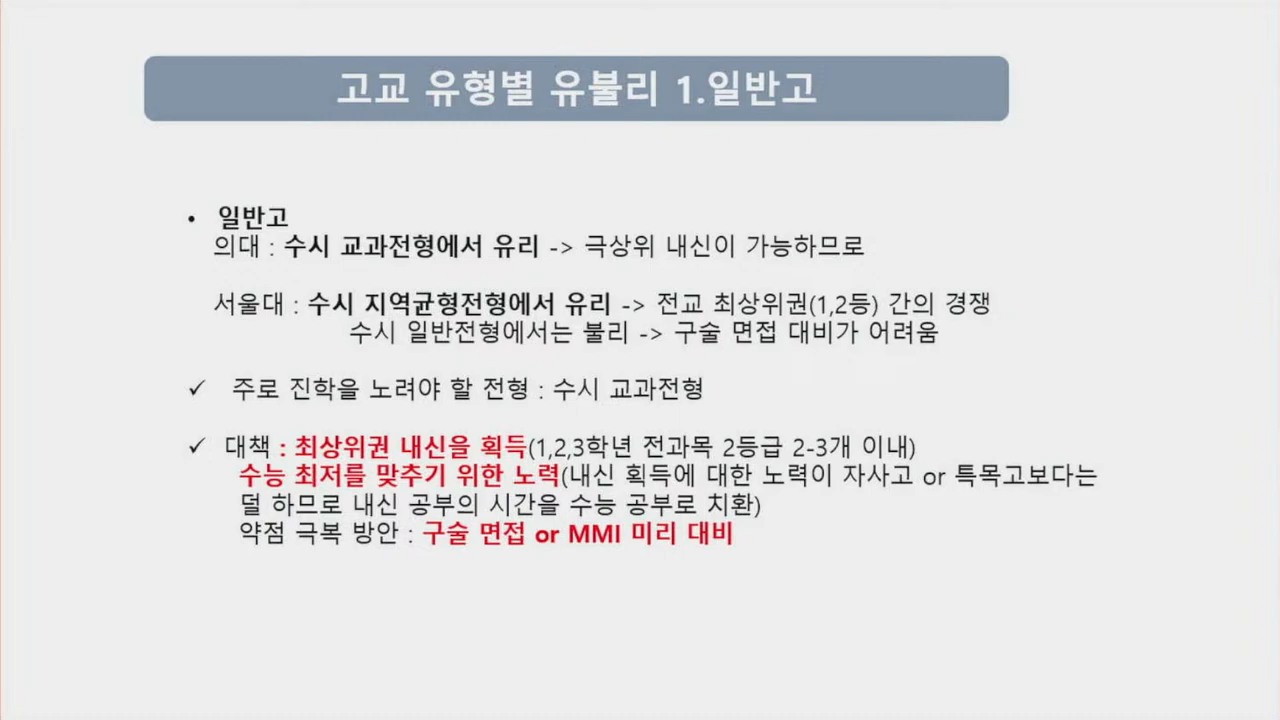 고교 유형별 유불리 1.일반고
• 일반고
의대 : 수시 교과전형에서 유리 -> 극상위 내신이 가능하므로
서울대 : 수시 지역균형전형에서 유리 -> 전교 최상위권(1,2등) 간의 경쟁
수시 일반전형에서는 불리 -> 구술 면접 대비가 어려움
✓ 주로 진학을 노려야 할 전형 : 수시 교과전형
✓ 대책 : 최상위권 내신을 획득(1,2,3학년 전과목 2등급 2-3개 이내)
수능 최저를 맞추기 위한 노력(내신 획득에 대한 노력이 자사고 or 특목고보다는
덜 하므로 내신 공부의 시간을 수능 공부로 치환)
약점 극복 방안 : 구술 면접 or MMI 미리 대비